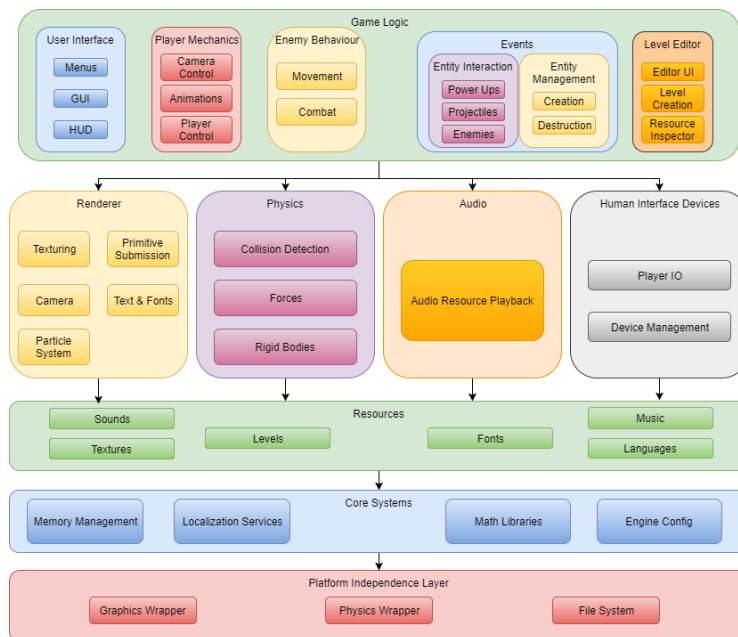 Game Logic
User Interface
Menus
GUI
HUD
Player Mechanics
Camera
Control
Animations
Player
Control
Enemy Behaviour
Movement
Combat
Events
Entity Interaction
Power Ups
Projectiles
Enemies
Entity
Management
Creation
Destruction
Level Editor
Editor UI
Level
Creation
Resource
Inspector
Renderer
Texturing
Primitive
Submission
Camera
Text & Fonts
Particle
System
Physics
Collision Detection
Forces
Rigid Bodies
Audio
Audio Resource Playback
Human Interface Devices
Player IO
Device Management
Resources
Sounds
Textures
Levels
Fonts
Music
Languages
Core Systems
Memory Management
Localization Services
Math Libraries
Engine Config
Platform Independence Layer
Graphics Wrapper
Physics Wrapper
File System